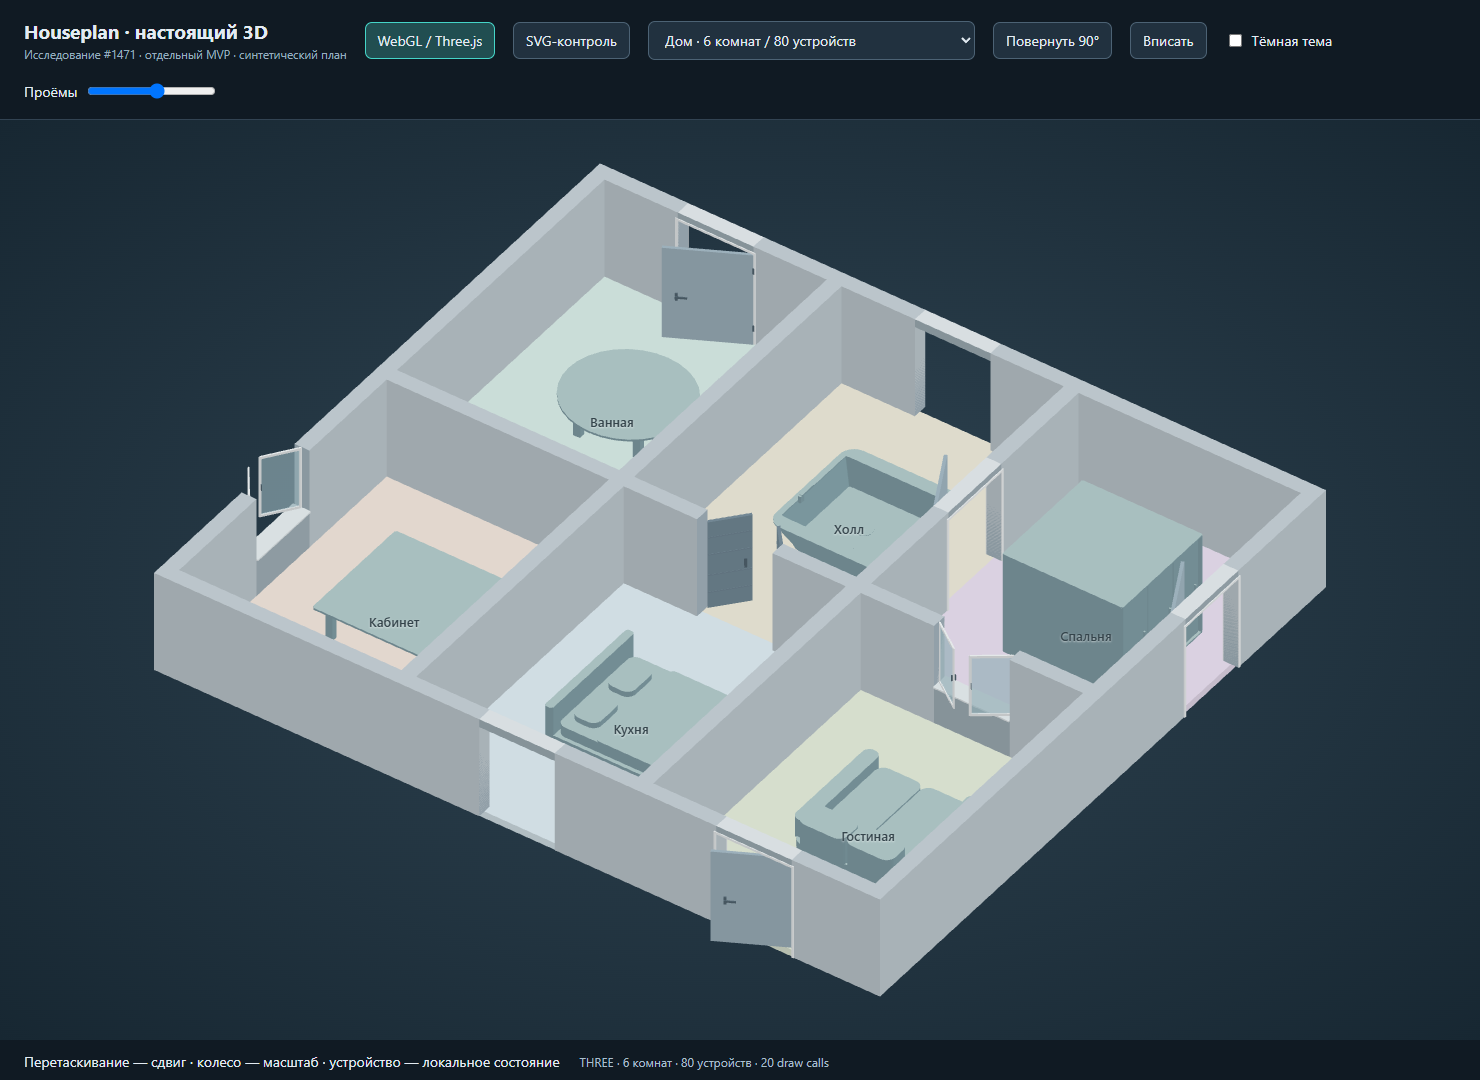 Houseplan · настоящий 3D
Исследование #1471 · отдельный MVP · синтетический план
WebGL / Three.js
SVG-контроль
Дом · 6 комнат / 80 устройств
Повернуть 90°
Вписать
Тёмная тема
Проёмы
Ванная
Холл
Кабинет
Спальня
Кухня
Гостиная
Перетаскивание — сдвиг · колесо — масштаб · устройство — локальное состояние
THREE · 6 комнат · 80 устройств · 20 draw calls